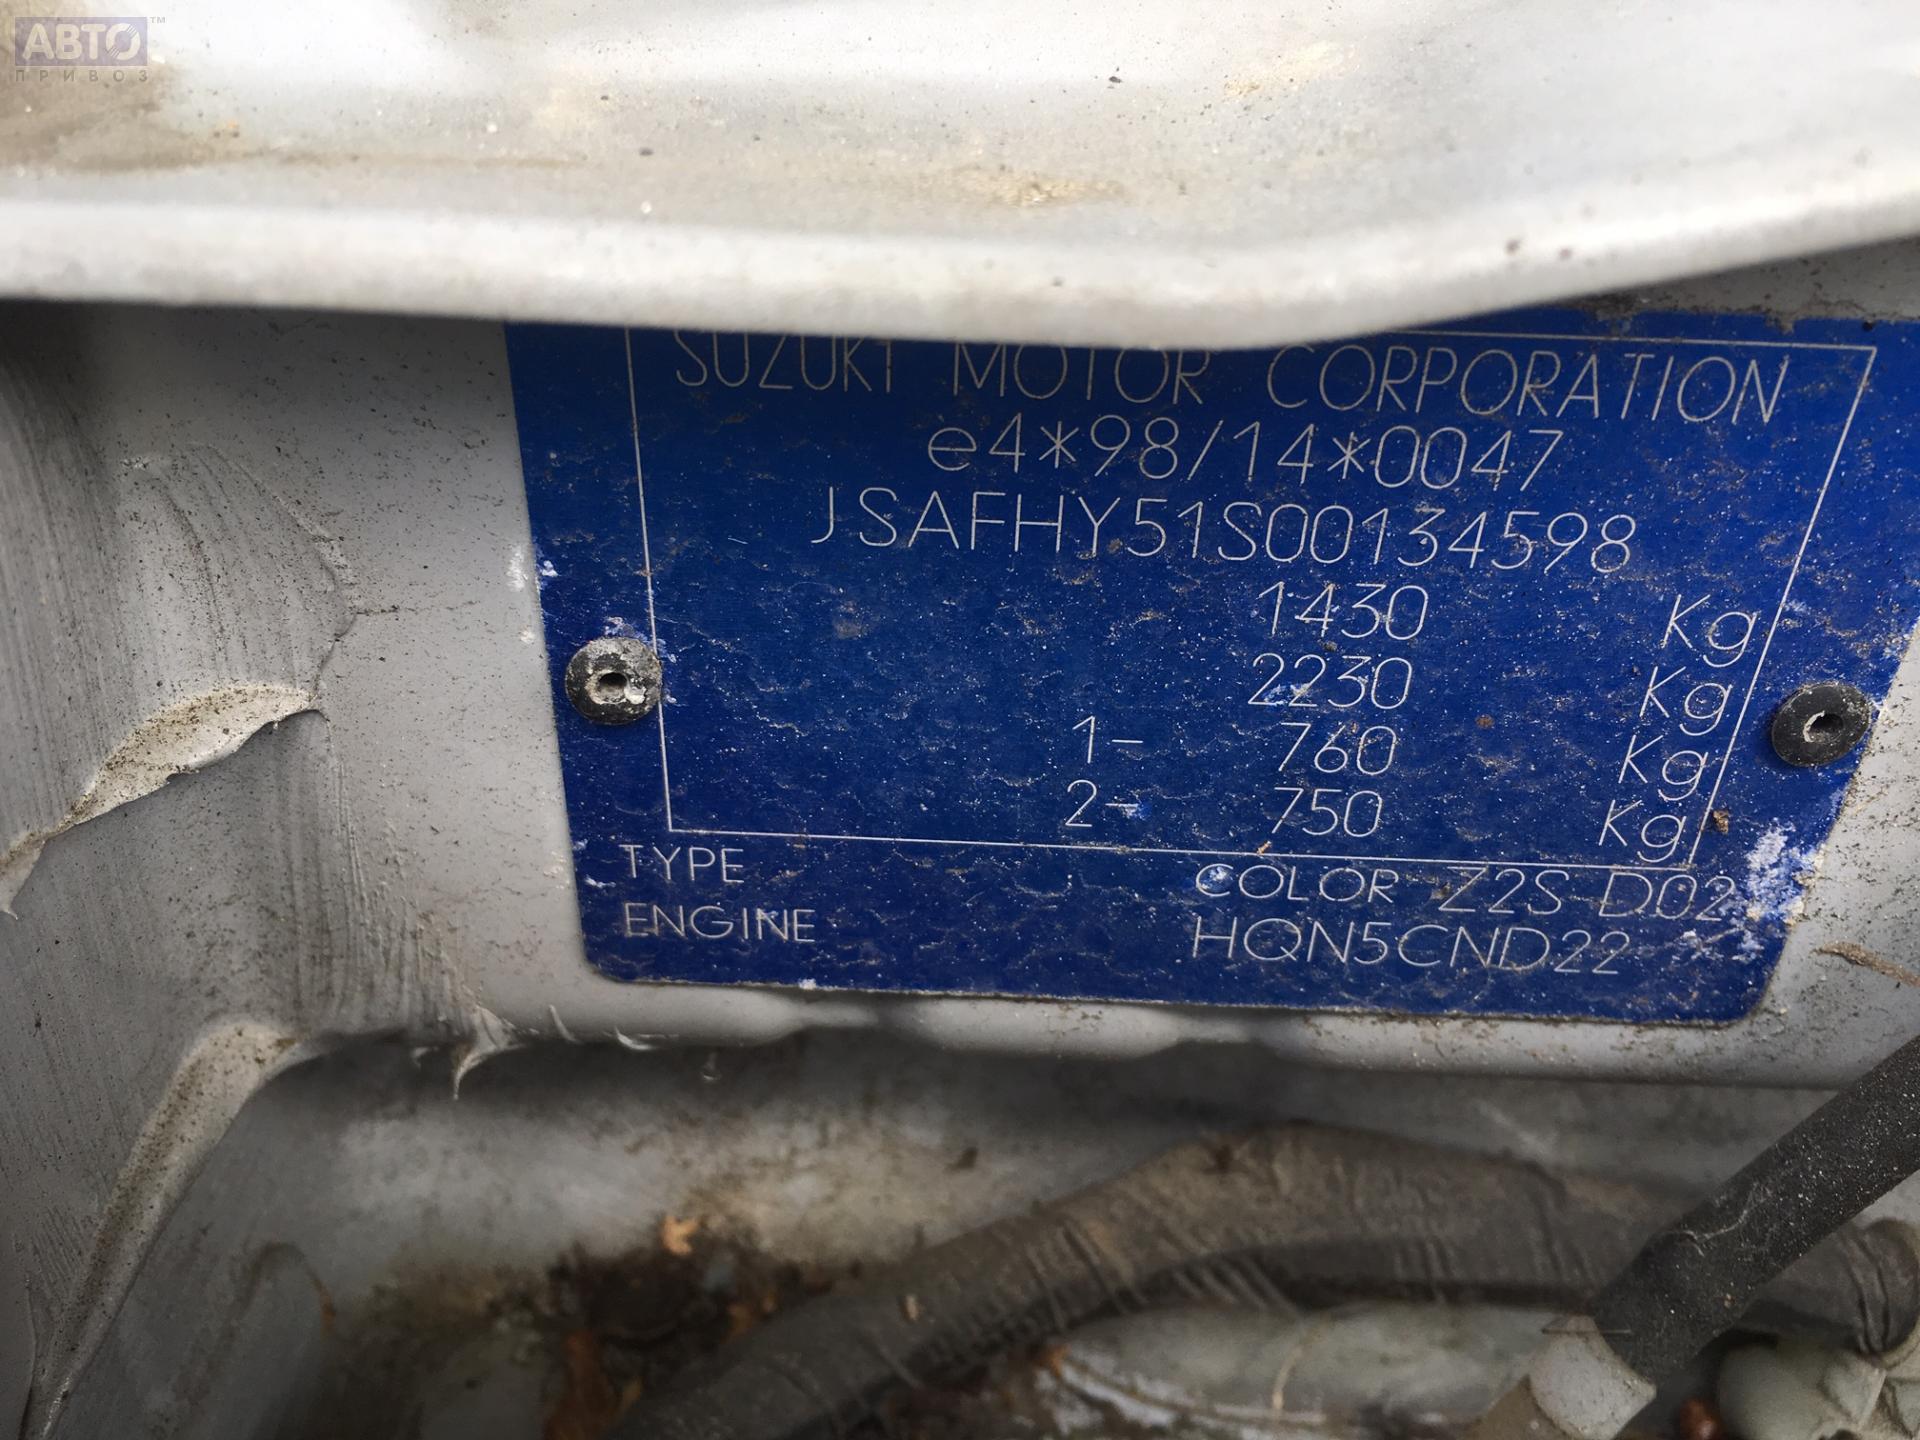 АВТО™
ПРИВОЗ
SUZUKI MOTOR CORPORATION
e4*98/14*0047
JSAFHY51S00134598
1430 Kg
2230 Kg
1- 760 Kg
2- 750 Kg
TYPE COLOR Z2S D02
ENGINE HQN5CND22